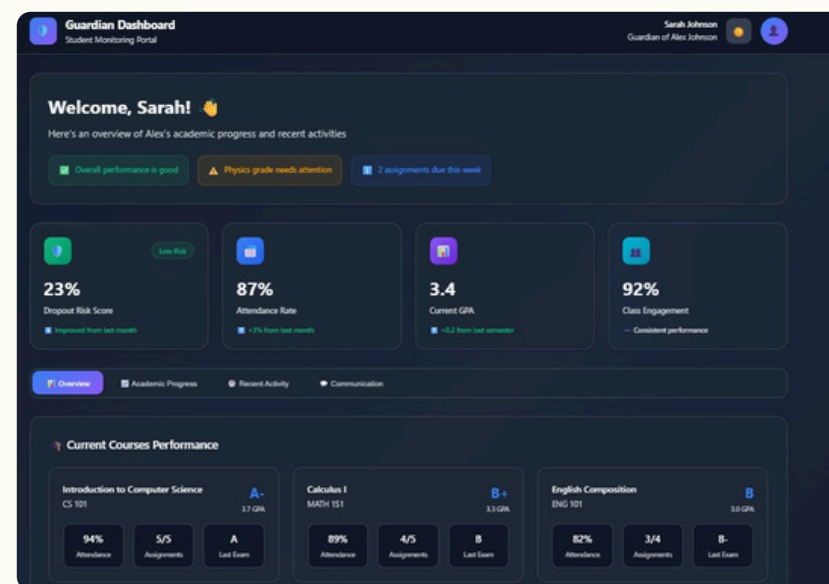 Guardian Dashboard
Student Monitoring Portal
Sarah Johnson
Guardian of Alex Johnson
Welcome, Sarah! 👋
Here's an overview of Alex's academic progress and recent activities
Overall performance is good
Physics grade needs attention
2 assignments due this week
Low Risk
23%
Dropout Risk Score
Improved from last month
87%
Attendance Rate
+3% from last month
3.4
Current GPA
+0.2 from last semester
92%
Class Engagement
— Consistent performance
Overview
Academic Progress
Recent Activity
Communication
Current Courses Performance
Introduction to Computer Science
CS 101
A-
3.7 GPA
94%
Attendance
5/5
Assignments
A
Last Exam
Calculus I
MATH 151
B+
3.3 GPA
89%
Attendance
4/5
Assignments
B
Last Exam
English Composition
ENG 101
B
3.0 GPA
82%
Attendance
3/4
Assignments
B-
Last Exam